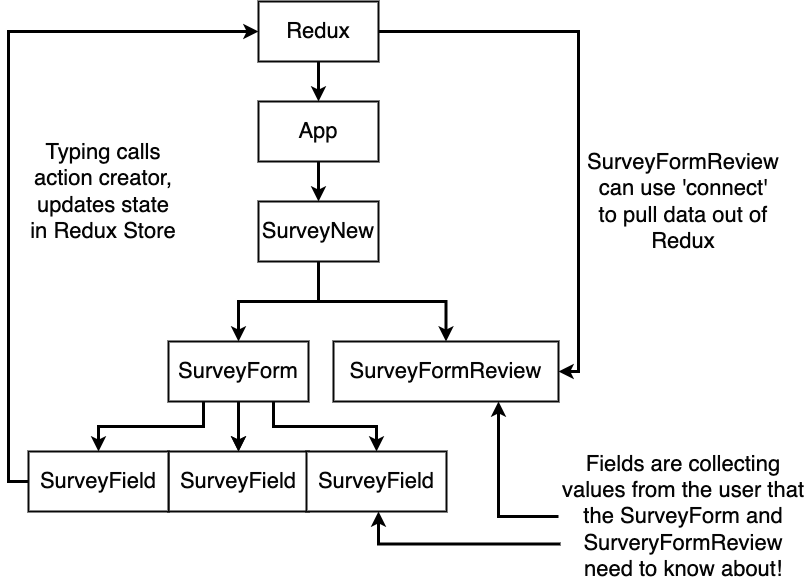 Redux
App
Typing calls
action creator,
updates state
in Redux Store
SurveyFormReview
can use 'connect'
to pull data out of
Redux
SurveyNew
SurveyForm
SurveyFormReview
SurveyField
SurveyField
SurveyField
Fields are collecting
values from the user that
the SurveyForm and
SurveryFormReview
need to know about!